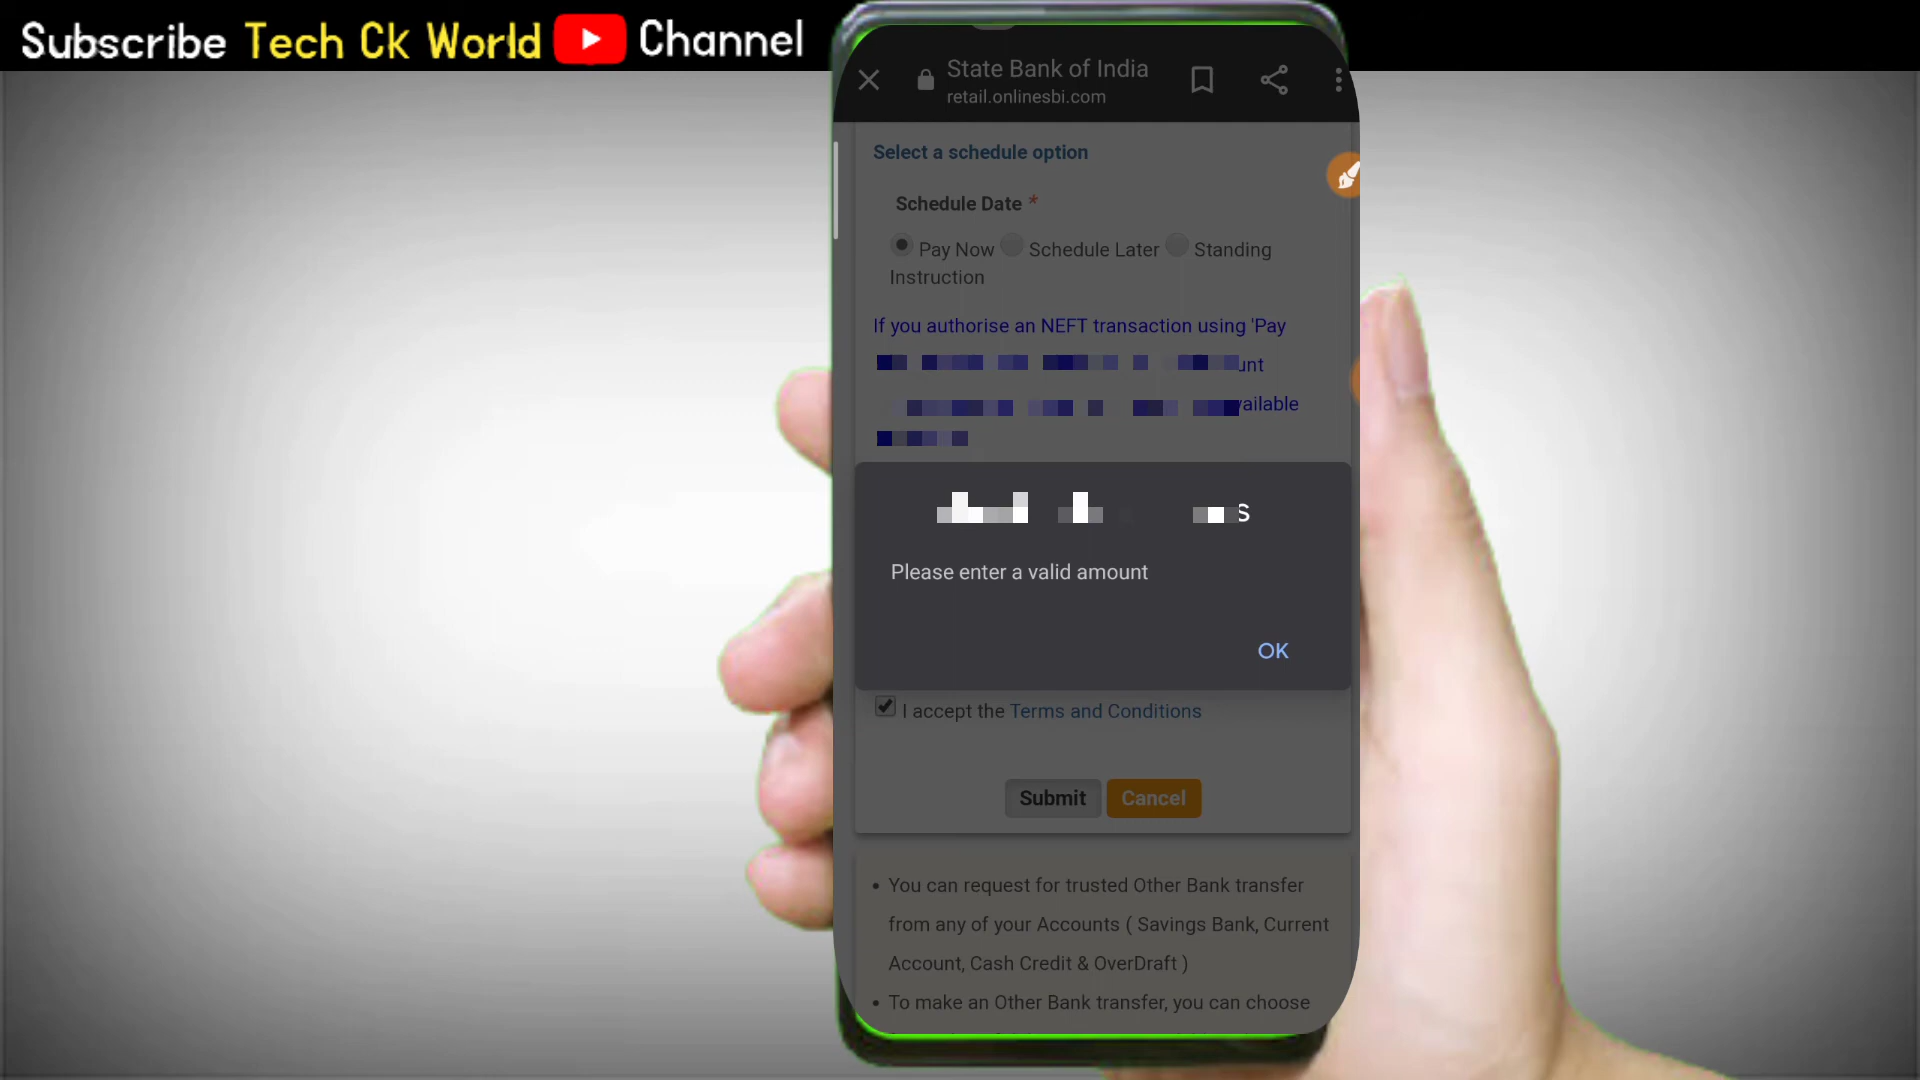 Subscribe Tech Ck World Channel
State Bank of India
retail.onlinesbi.com
Select a schedule option
Schedule Date *
Pay Now Schedule Later Standing
Instruction
If you authorise an NEFT transaction using 'Pay
Please enter a valid amount
OK
I accept the Terms and Conditions
Submit Cancel
• You can request for trusted Other Bank transfer
from any of your Accounts ( Savings Bank, Current
Account, Cash Credit & OverDraft )
• To make an Other Bank transfer, you can choose